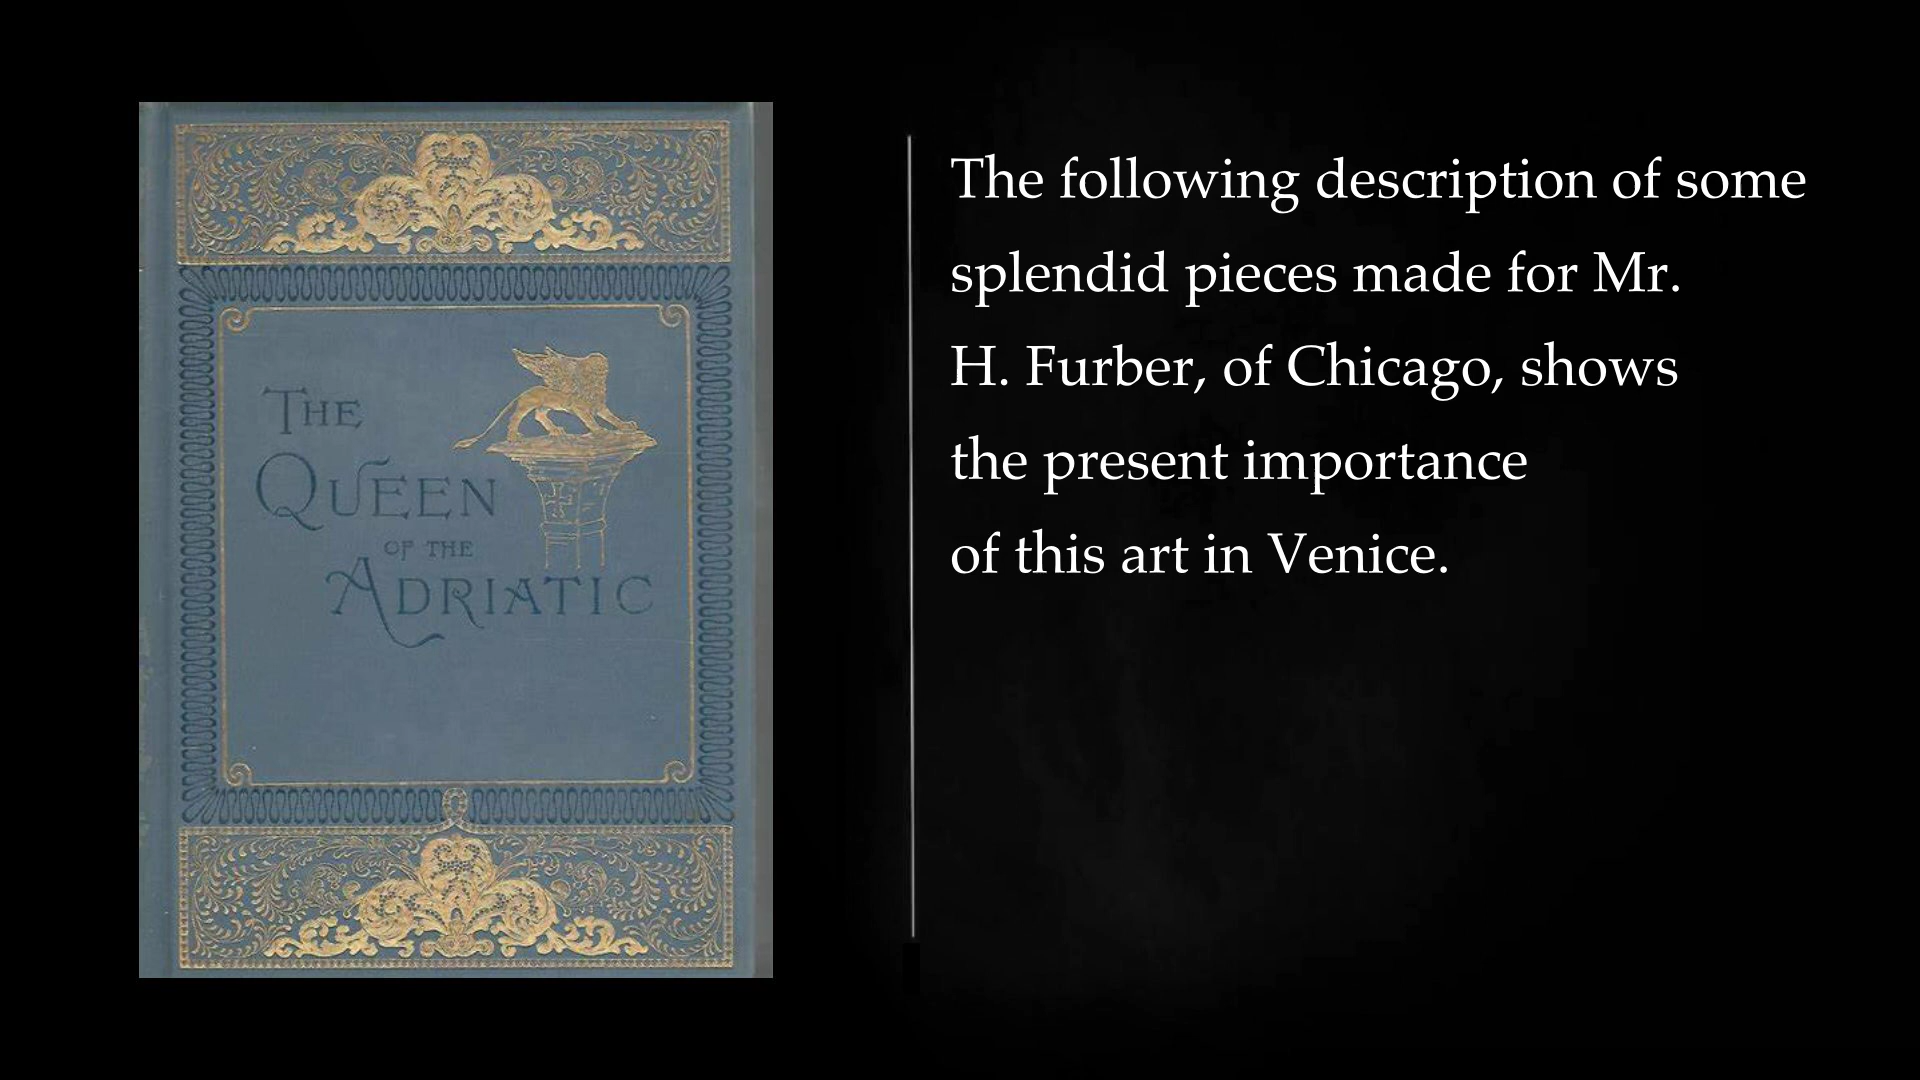 The
Queen
of the
Adriatic
The following description of some
splendid pieces made for Mr.
H. Furber, of Chicago, shows
the present importance
of this art in Venice.